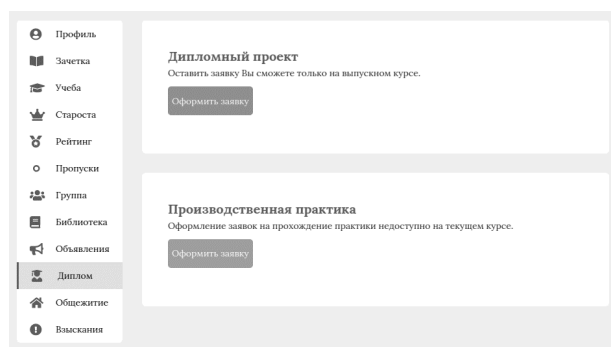 Профиль
Зачетка
Учеба
Староста
Рейтинг
Пропуски
Группа
Библиотека
Объявления
Диплом
Общежитие
Взыскания
Дипломный проект
Оставить заявку Вы сможете только на выпускном курсе.
Оформить заявку
Производственная практика
Оформление заявок на прохождение практики недоступно на текущем курсе.
Оформить заявку